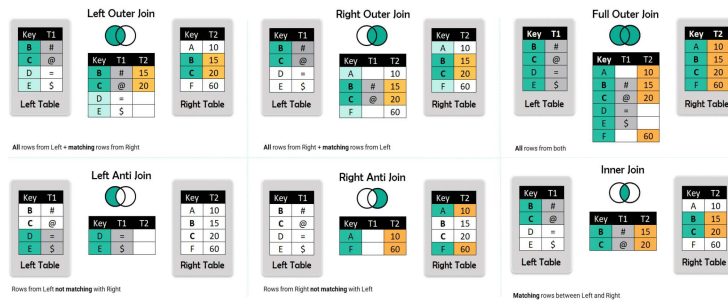 Left Outer Join
Key T1
B #
C @
D =
E $
Left Table
Key T1 T2
B # 15
C @ 20
D =
E $
Key T2
A 10
B 15
C 20
F 60
Right Table
All rows from Left + matching rows from Right
Right Outer Join
Key T1
B #
C @
D =
E $
Left Table
Key T1 T2
A 10
B # 15
C @ 20
F 60
Key T2
A 10
B 15
C 20
F 60
Right Table
All rows from Right + matching rows from Left
Full Outer Join
Key T1
B #
C @
D =
E $
Left Table
Key T1 T2
A 10
B # 15
C @ 20
D =
E $
F 60
Key T2
A 10
B 15
C 20
F 60
Right Table
All rows from both
Left Anti Join
Key T1
B #
C @
D =
E $
Left Table
Key T1 T2
D =
E $
Key T2
A 10
B 15
C 20
F 60
Right Table
Rows from Left not matching with Right
Right Anti Join
Key T1
B #
C @
D =
E $
Left Table
Key T1 T2
A 10
F 60
Key T2
A 10
B 15
C 20
F 60
Right Table
Rows from Right not matching with Left
Inner Join
Key T1
B #
C @
D =
E $
Left Table
Key T1 T2
B # 15
C @ 20
Key T2
A 10
B 15
C 20
F 60
Right Table
Matching rows between Left and Right